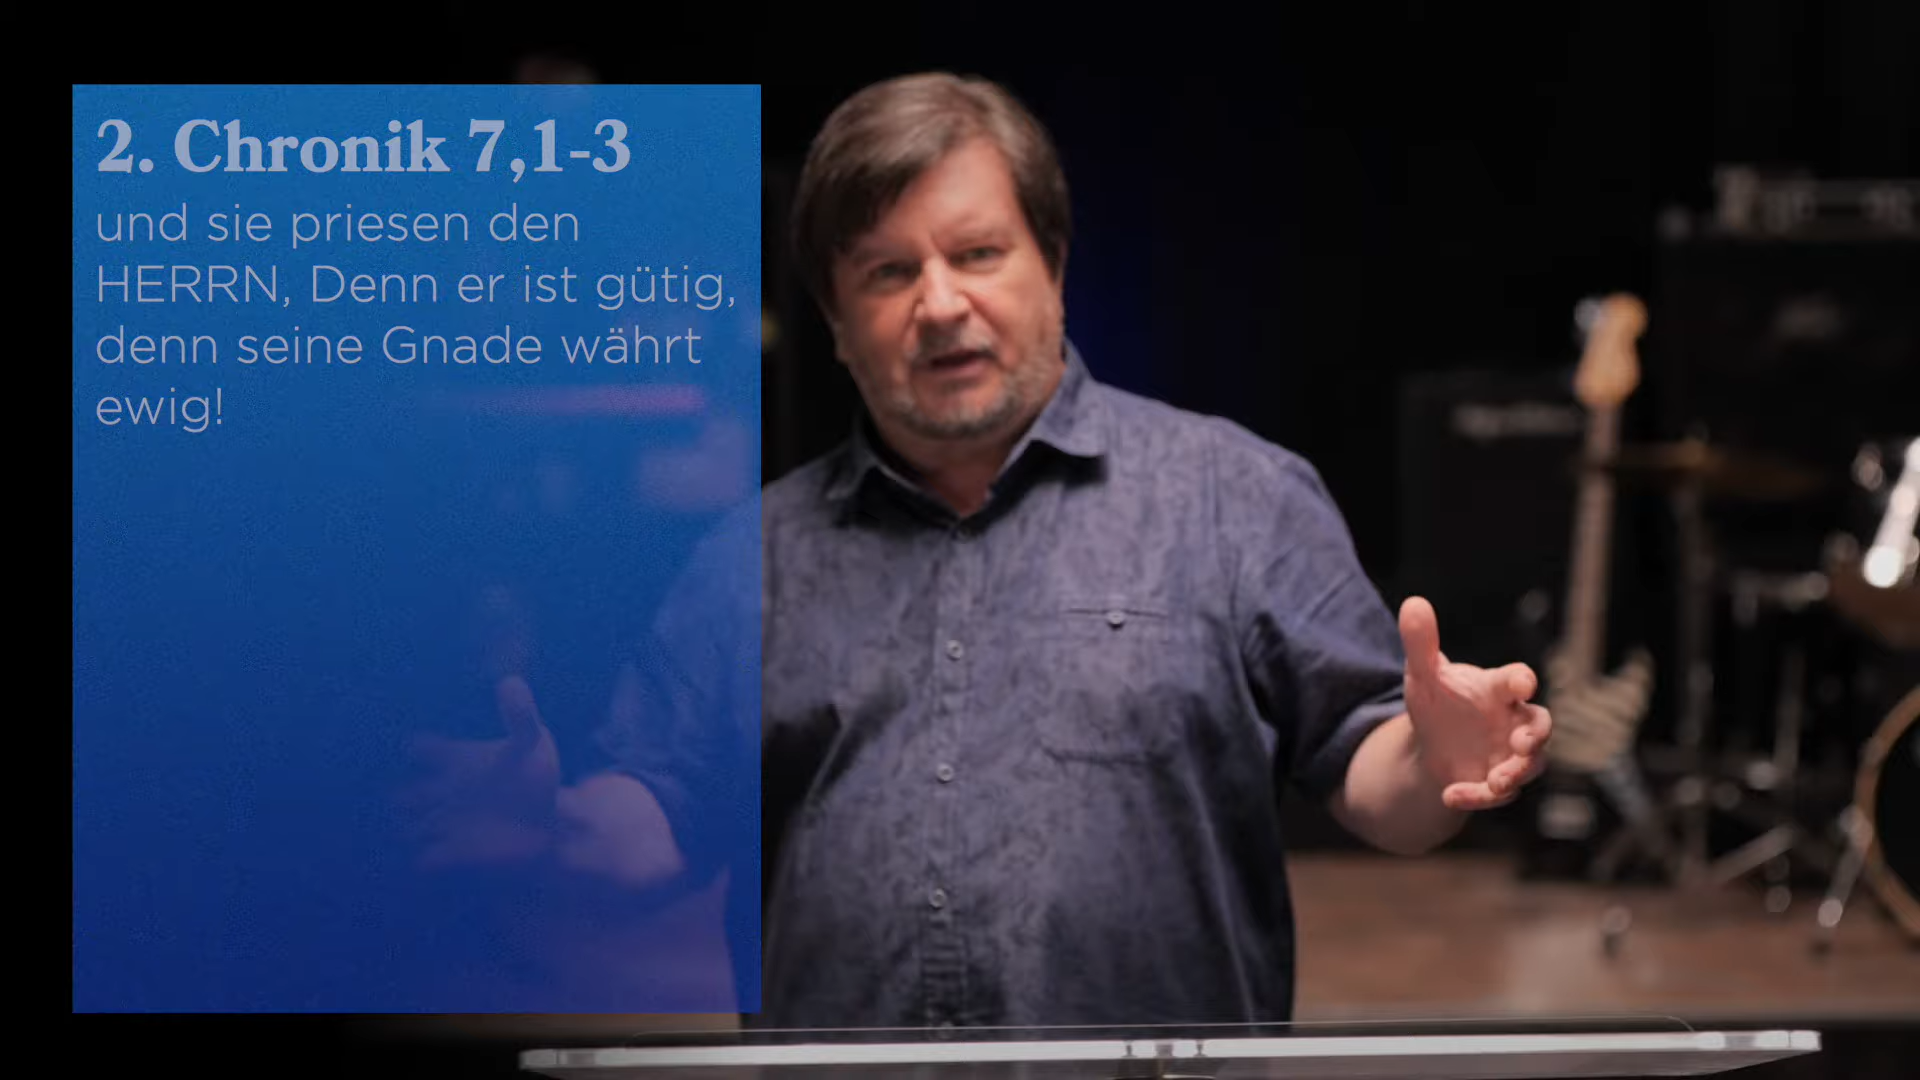 2. Chronik 7,1-3
und sie priesen den
HERRN, Denn er ist gütig,
denn seine Gnade währt
ewig!